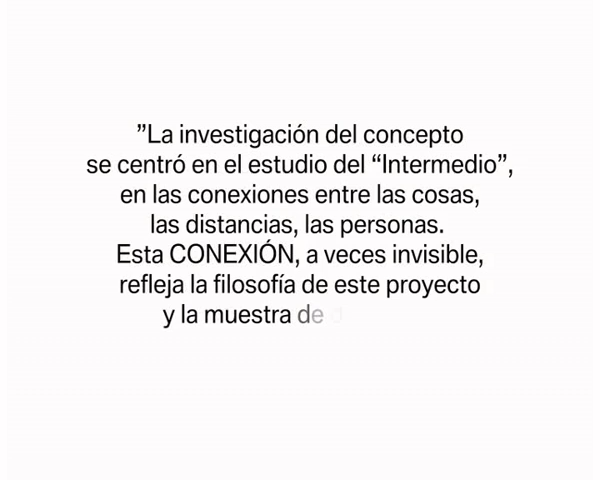 ”La investigación del concepto
se centró en el estudio del “Intermedio”,
en las conexiones entre las cosas,
las distancias, las personas.
Esta CONEXIÓN, a veces invisible,
refleja la filosofía de este proyecto
y la muestra de